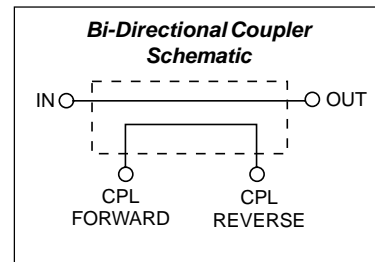 Bi-Directional Coupler
Schematic
IN
OUT
CPL
FORWARD
CPL
REVERSE